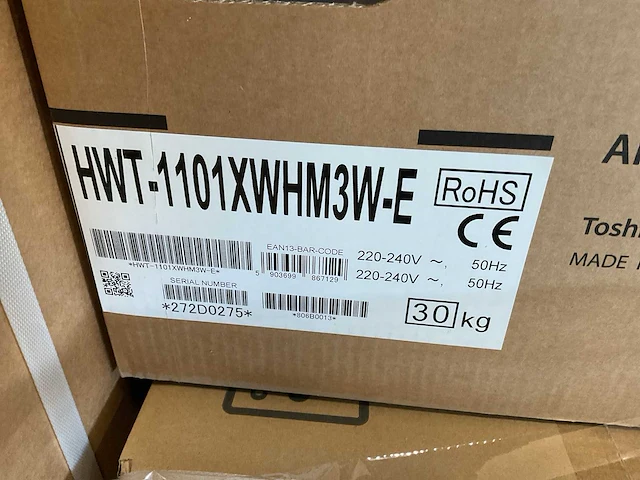 HWT-1101XWHM3W-E
RoHS
CE
*HWT-1101XWHM3W-E*
EAN13-BAR-CODE
5 903699 867129
220-240V ~, 50Hz
220-240V ~, 50Hz
SERIAL NUMBER
*272D0275*
*806B0013*
30 kg
MADE